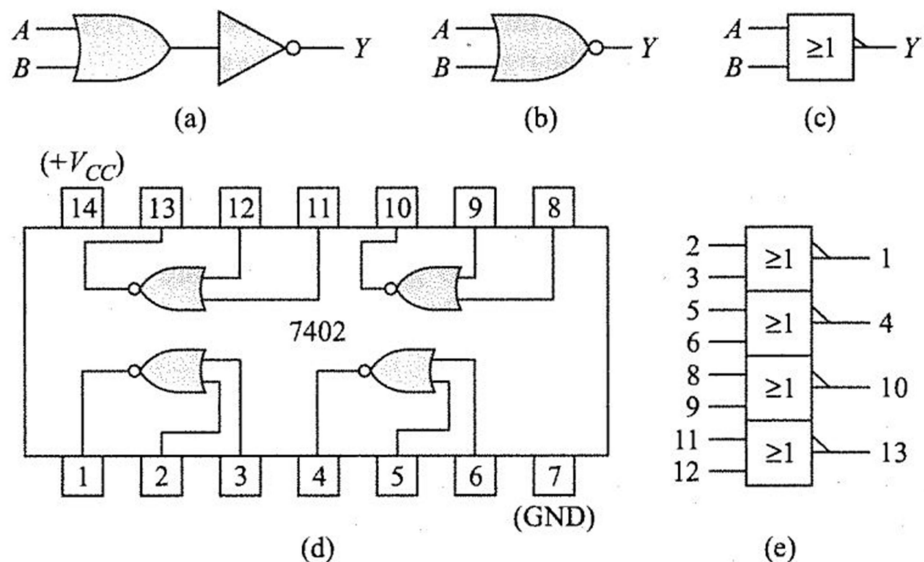 A
B
Y
(a)
A
B
Y
(b)
A
B
≥1
Y
(c)
(+VCC)
14 13 12 11 10 9 8
7402
1 2 3 4 5 6 7
(GND)
(d)
2
3
≥1
1
5
6
≥1
4
8
9
≥1
10
11
12
≥1
13
(e)